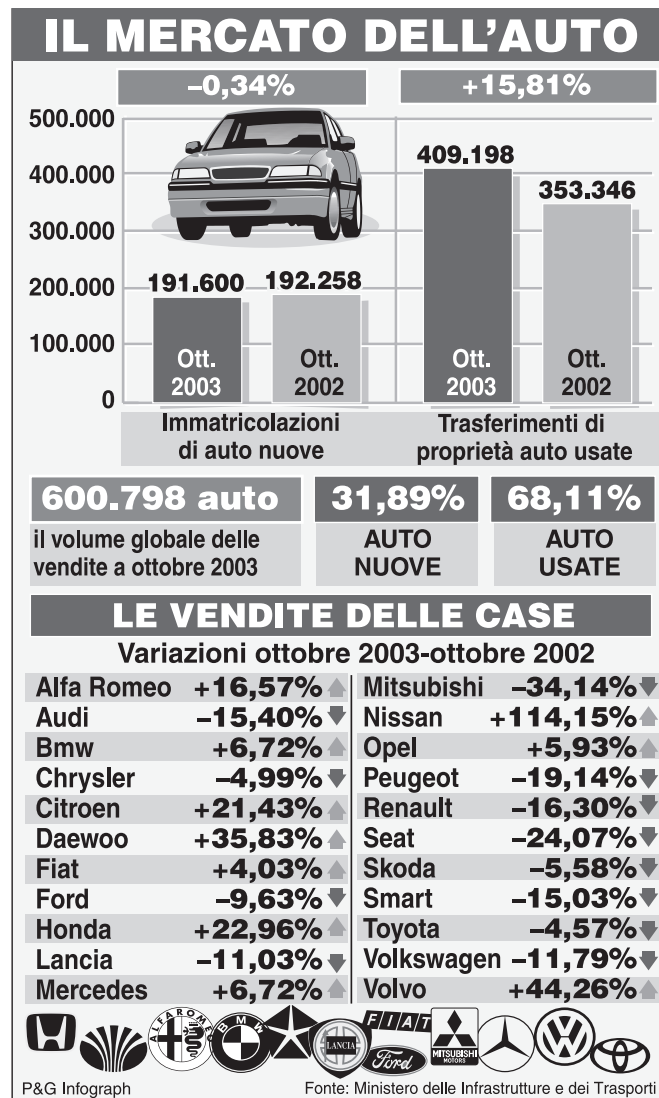 IL MERCATO DELL'AUTO
–0,34%
+15,81%
500.000
400.000
300.000
200.000
100.000
0
191.600
192.258
409.198
353.346
Ott.
2003
Ott.
2002
Ott.
2003
Ott.
2002
Immatricolazioni
di auto nuove
Trasferimenti di
proprietà auto usate
600.798 auto
il volume globale delle
vendite a ottobre 2003
31,89%
AUTO
NUOVE
68,11%
AUTO
USATE
LE VENDITE DELLE CASE
Variazioni ottobre 2003-ottobre 2002
Alfa Romeo +16,57%
Audi –15,40%
Bmw +6,72%
Chrysler –4,99%
Citroen +21,43%
Daewoo +35,83%
Fiat +4,03%
Ford –9,63%
Honda +22,96%
Lancia –11,03%
Mercedes +6,72%
Mitsubishi –34,14%
Nissan +114,15%
Opel +5,93%
Peugeot –19,14%
Renault –16,30%
Seat –24,07%
Skoda –5,58%
Smart –15,03%
Toyota –4,57%
Volkswagen –11,79%
Volvo +44,26%
ALFA ROMEO
BMW
LANCIA
FIAT
Ford
MITSUBISHI
MOTORS
P&G Infograph
Fonte: Ministero delle Infrastrutture e dei Trasporti